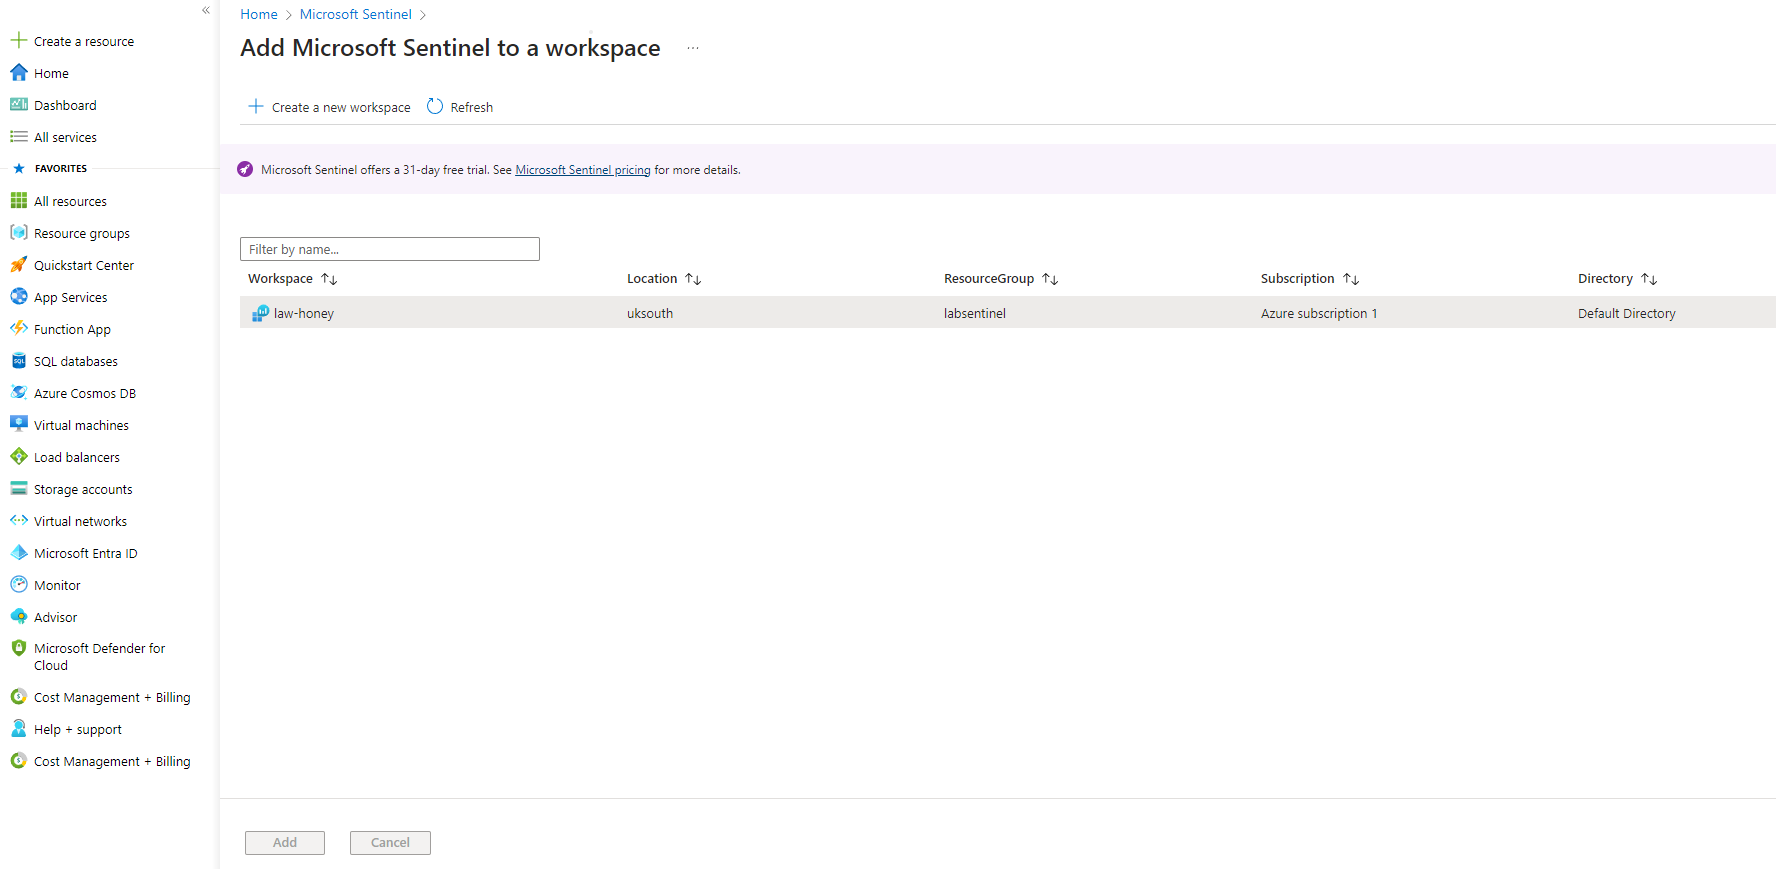 «
Create a resource
Home
Dashboard
All services
FAVORITES
All resources
Resource groups
Quickstart Center
App Services
Function App
SQL databases
Azure Cosmos DB
Virtual machines
Load balancers
Storage accounts
Virtual networks
Microsoft Entra ID
Monitor
Advisor
Microsoft Defender for
Cloud
Cost Management + Billing
Help + support
Cost Management + Billing
Home > Microsoft Sentinel >
Add Microsoft Sentinel to a workspace ...
Create a new workspace Refresh
Microsoft Sentinel offers a 31-day free trial. See Microsoft Sentinel pricing for more details.
Filter by name...
Workspace ↑↓ Location ↑↓ ResourceGroup ↑↓ Subscription ↑↓ Directory ↑↓
law-honey uksouth labsentinel Azure subscription 1 Default Directory
Add Cancel